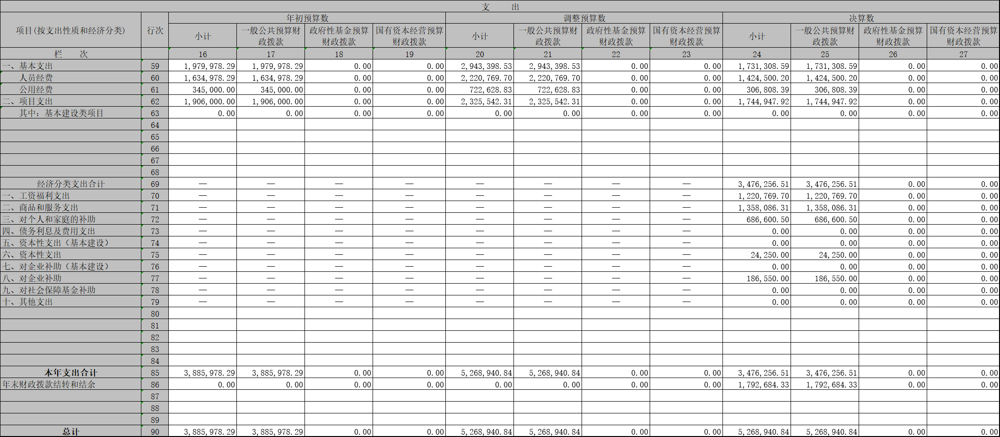 支 出
项目(按支出性质和经济分类) 行次 年初预算数 调整预算数 决算数
小计 一般公共预算财政拨款 政府性基金预算财政拨款 国有资本经营预算财政拨款 小计 一般公共预算财政拨款 政府性基金预算财政拨款 国有资本经营预算财政拨款 小计 一般公共预算财政拨款 政府性基金预算财政拨款 国有资本经营预算财政拨款
栏 次 16 17 18 19 20 21 22 23 24 25 26 27
一、基本支出 59 1,979,978.29 1,979,978.29 0.00 0.00 2,943,398.53 2,943,398.53 0.00 0.00 1,731,308.59 1,731,308.59 0.00 0.00
人员经费 60 1,634,978.29 1,634,978.29 0.00 0.00 2,220,769.70 2,220,769.70 0.00 0.00 1,424,500.20 1,424,500.20 0.00 0.00
公用经费 61 345,000.00 345,000.00 0.00 0.00 722,628.83 722,628.83 0.00 0.00 306,808.39 306,808.39 0.00 0.00
二、项目支出 62 1,906,000.00 1,906,000.00 0.00 0.00 2,325,542.31 2,325,542.31 0.00 0.00 1,744,947.92 1,744,947.92 0.00 0.00
其中：基本建设类项目 63 0.00 0.00 0.00 0.00 0.00 0.00 0.00 0.00 0.00 0.00 0.00 0.00
64
65
66
67
68
经济分类支出合计 69 — — — — — — — — 3,476,256.51 3,476,256.51 0.00 0.00
一、工资福利支出 70 — — — — — — — — 1,220,769.70 1,220,769.70 0.00 0.00
二、商品和服务支出 71 — — — — — — — — 1,358,086.31 1,358,086.31 0.00 0.00
三、对个人和家庭的补助 72 — — — — — — — — 686,600.50 686,600.50 0.00 0.00
四、债务利息及费用支出 73 — — — — — — — — 0.00 0.00 0.00 0.00
五、资本性支出（基本建设） 74 — — — — — — — — 0.00 0.00 0.00 0.00
六、资本性支出 75 — — — — — — — — 24,250.00 24,250.00 0.00 0.00
七、对企业补助（基本建设） 76 — — — — — — — — 0.00 0.00 0.00 0.00
八、对企业补助 77 — — — — — — — — 186,550.00 186,550.00 0.00 0.00
九、对社会保障基金补助 78 — — — — — — — — 0.00 0.00 0.00 0.00
十、其他支出 79 — — — — — — — — 0.00 0.00 0.00 0.00
80
81
82
83
84
本年支出合计 85 3,885,978.29 3,885,978.29 0.00 0.00 5,268,940.84 5,268,940.84 0.00 0.00 3,476,256.51 3,476,256.51 0.00 0.00
年末财政拨款结转和结余 86 0.00 0.00 0.00 0.00 0.00 0.00 0.00 0.00 1,792,684.33 1,792,684.33 0.00 0.00
87
88
89
总计 90 3,885,978.29 3,885,978.29 0.00 0.00 5,268,940.84 5,268,940.84 0.00 0.00 5,268,940.84 5,268,940.84 0.00 0.00